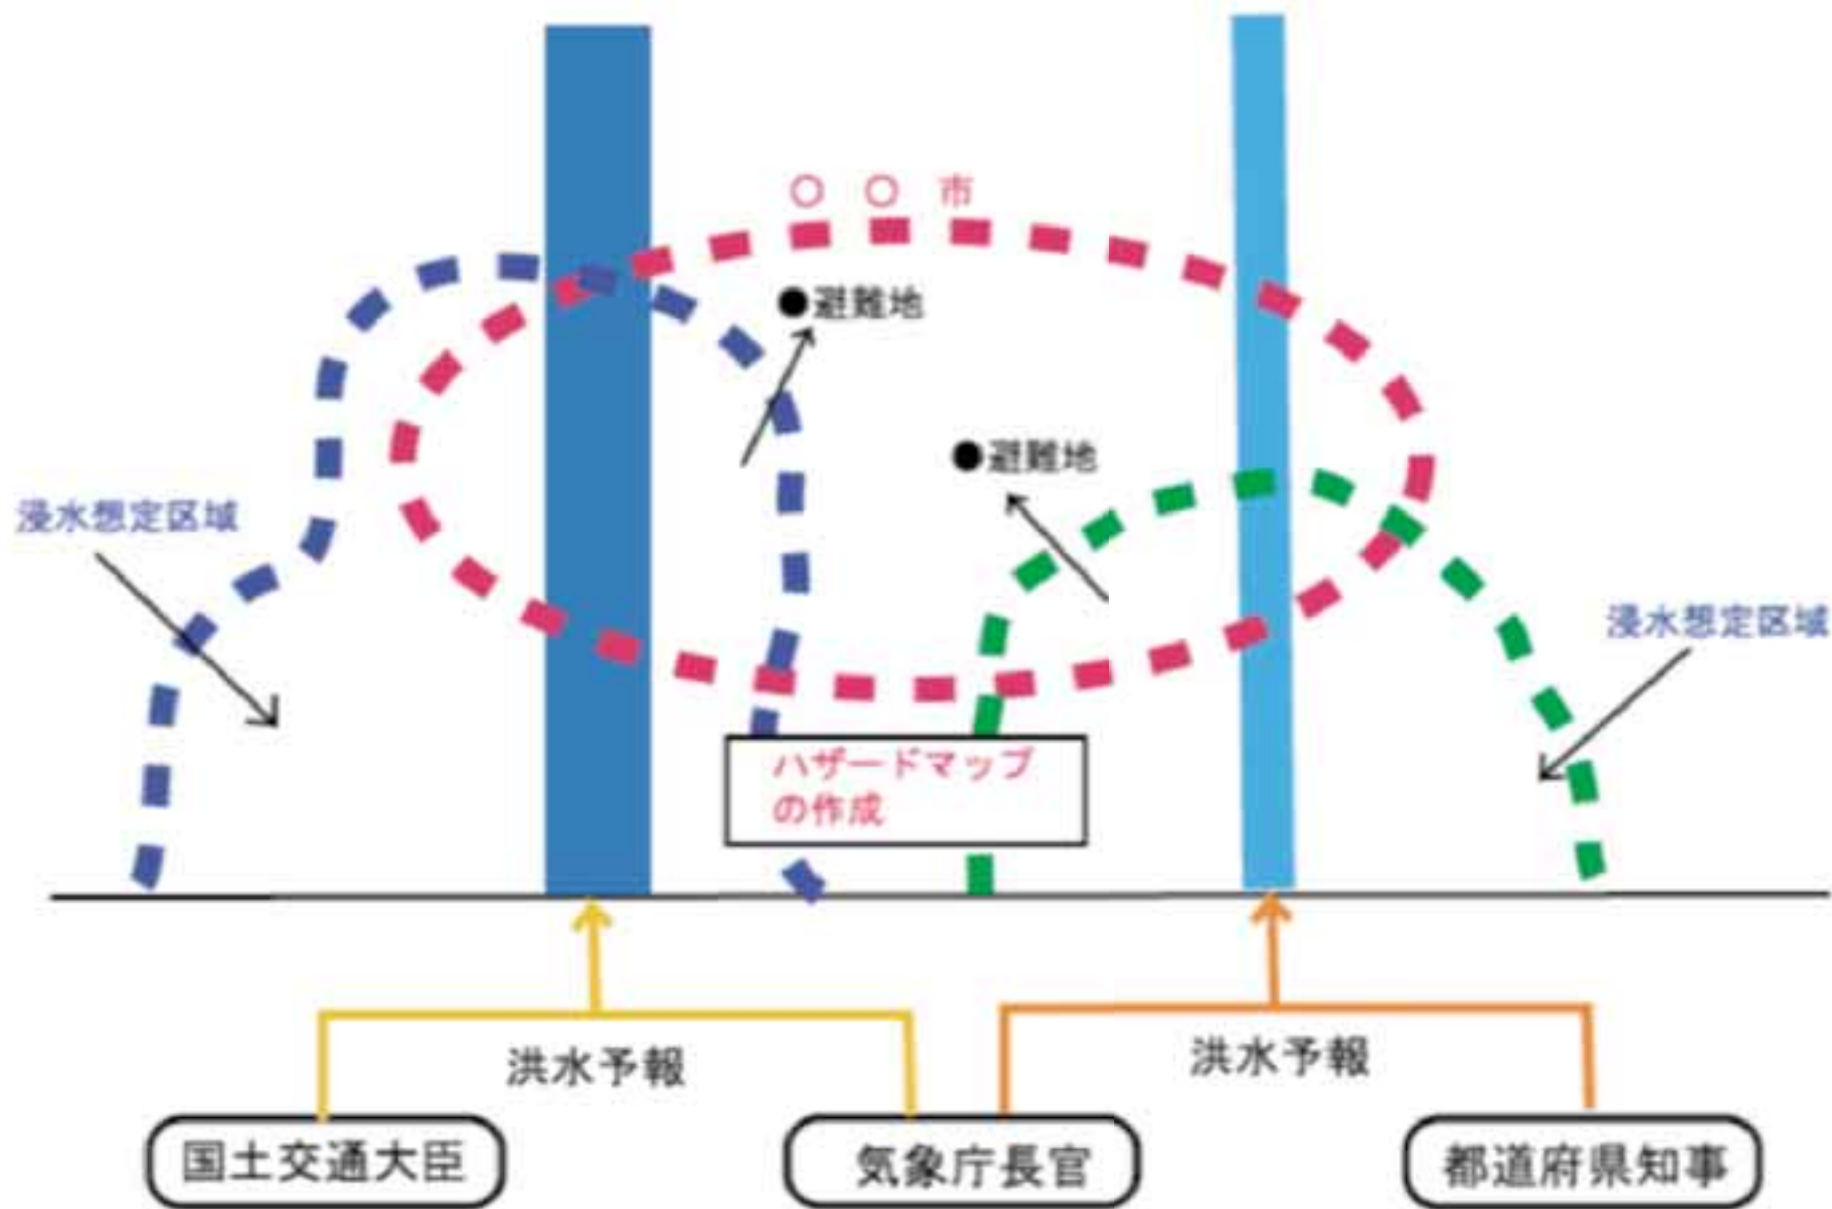 〇 〇 市
●避難地
●避難地
浸水想定区域
浸水想定区域
ハザードマップ
の作成
洪水予報
洪水予報
国土交通大臣
気象庁長官
都道府県知事